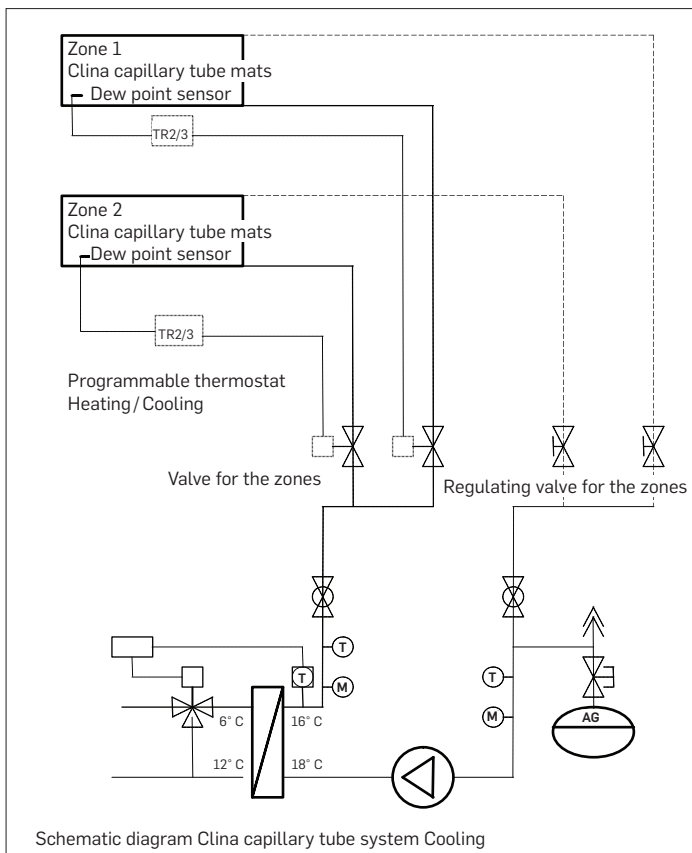 Zone 1
Clina capillary tube mats
Dew point sensor
TR2/3
Zone 2
Clina capillary tube mats
Dew point sensor
TR2/3
Programmable thermostat
Heating/Cooling
Valve for the zones
Regulating valve for the zones
T
T
T
M
M
AG
6° C
16° C
12° C
18° C
Schematic diagram Clina capillary tube system Cooling